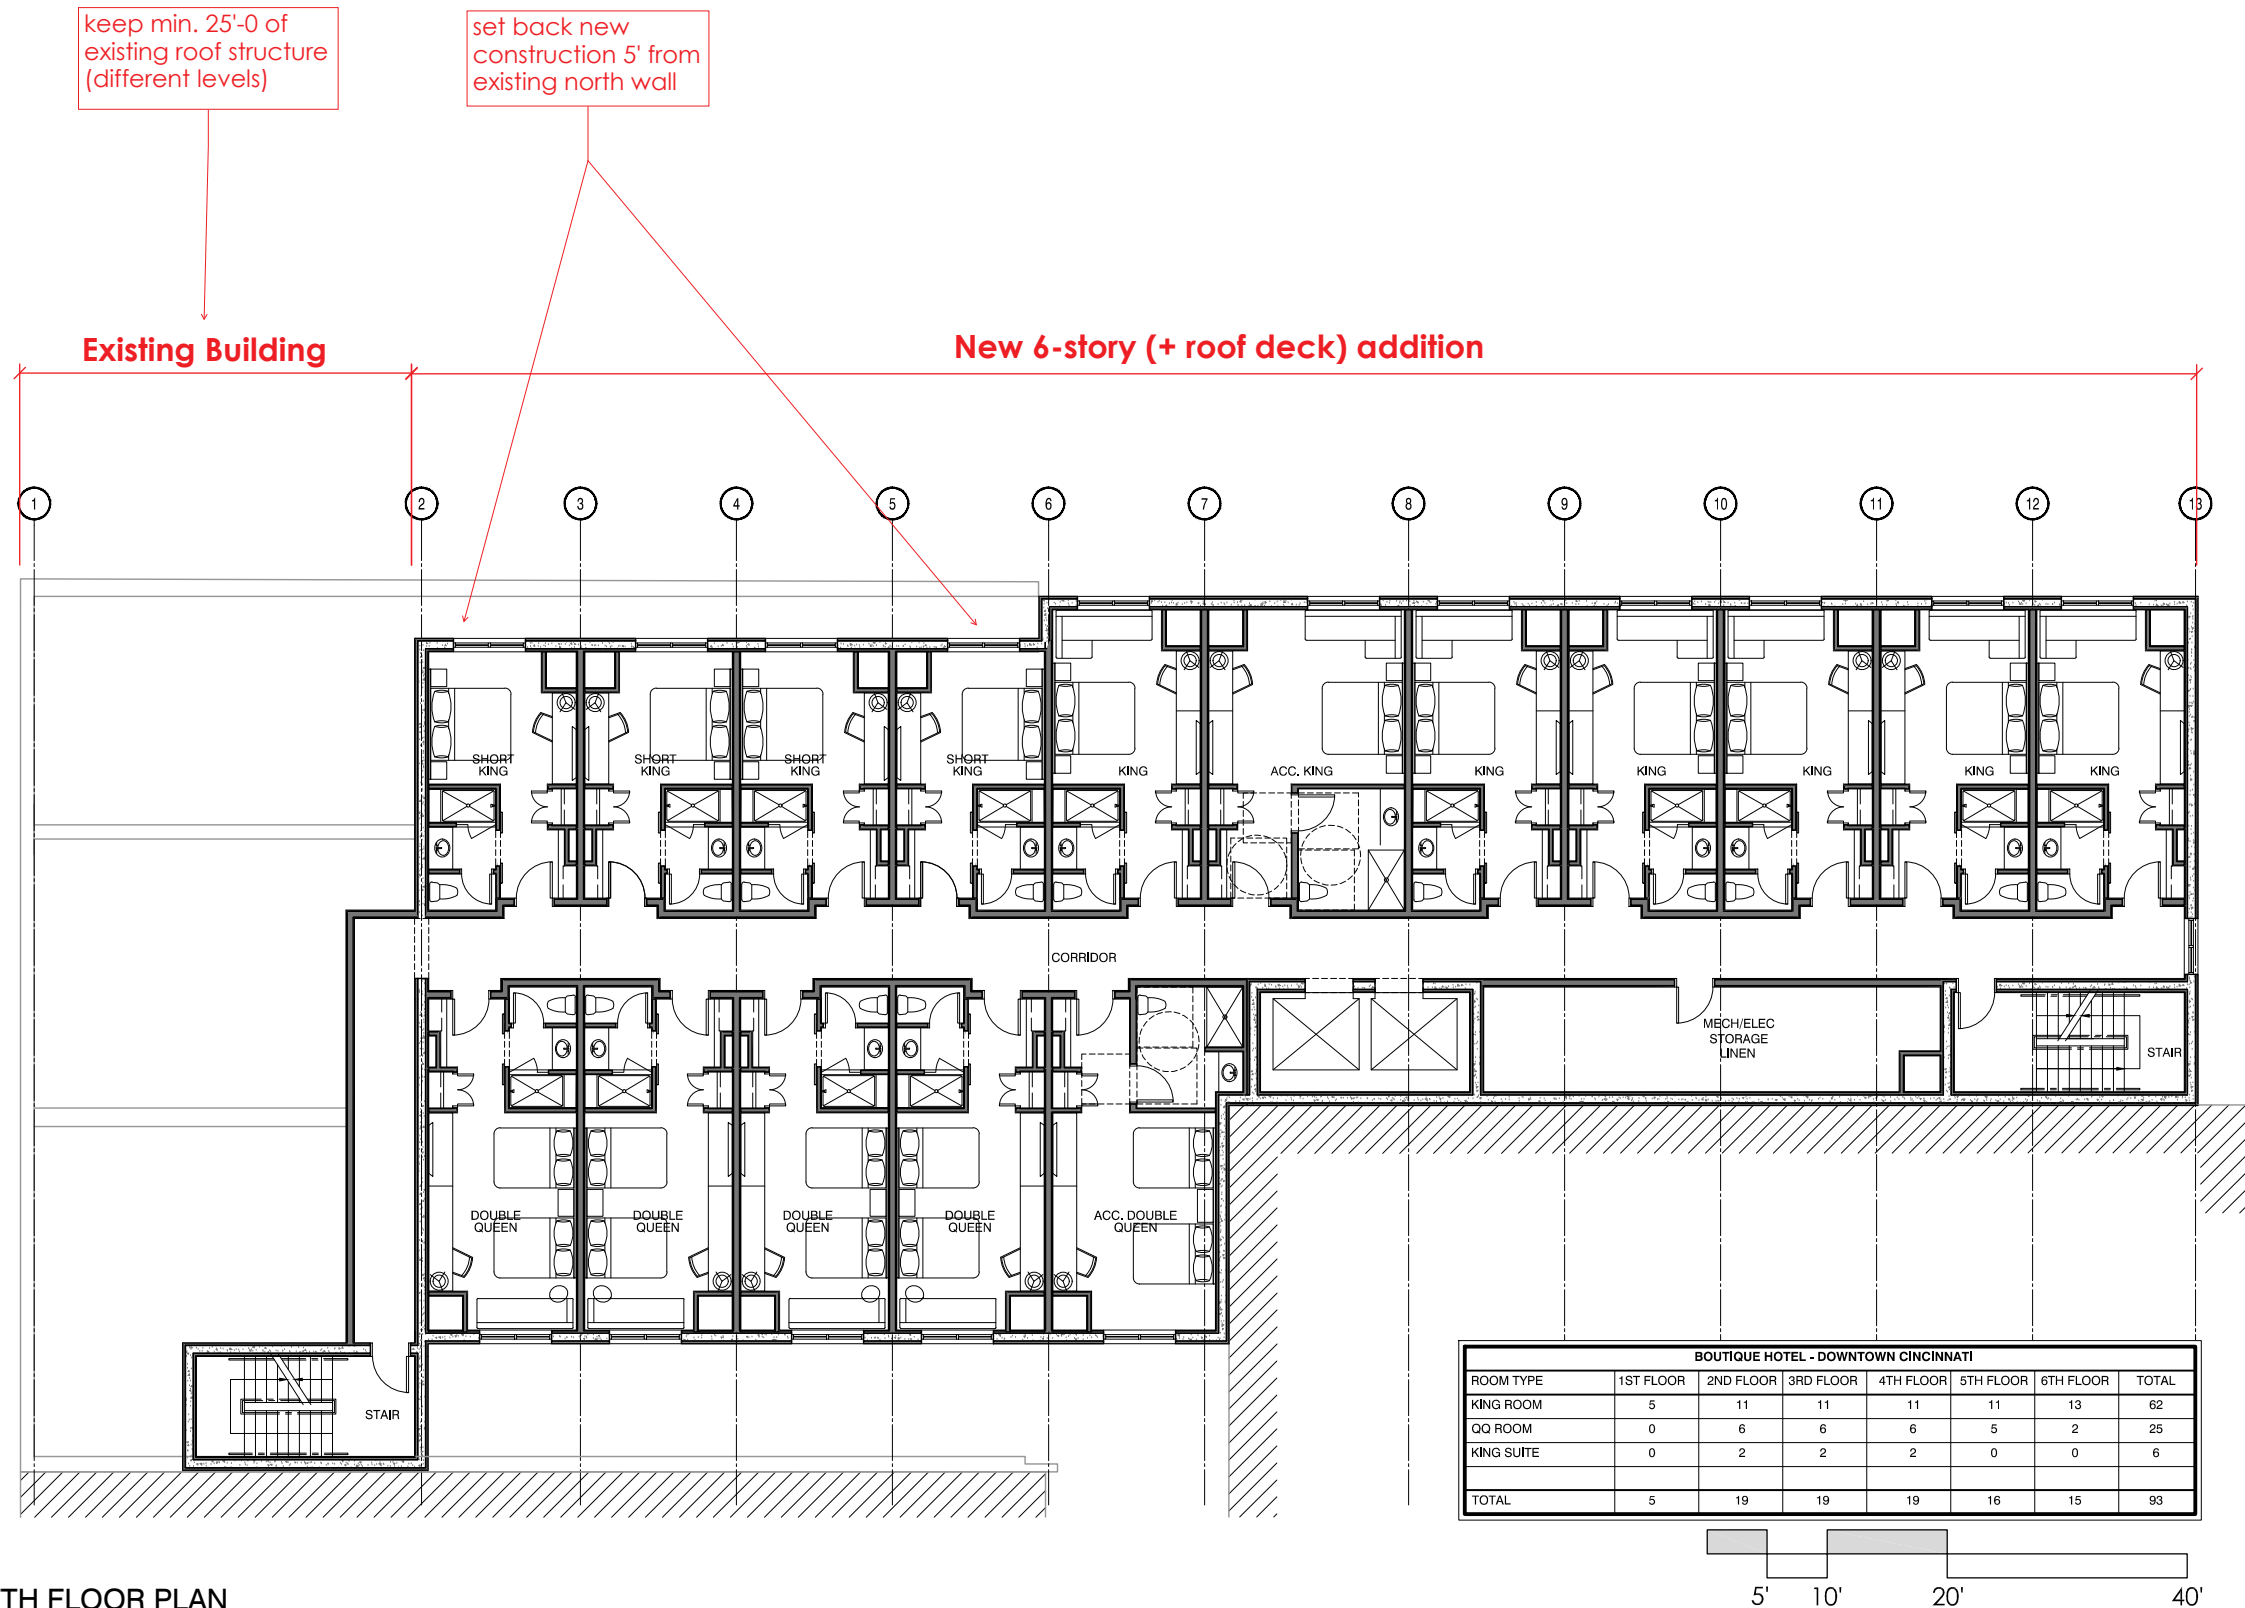 keep min. 25'-0 of
existing roof structure
(different levels)
set back new
construction 5' from
existing north wall
Existing Building
New 6-story (+ roof deck) addition
1 2 3 4 5 6 7 8 9 10 11 12 13
SHORT
KING
SHORT
KING
SHORT
KING
SHORT
KING
KING
ACC. KING
KING
KING
KING
KING
KING
CORRIDOR
MECH/ELEC
STORAGE
LINEN
STAIR
DOUBLE
QUEEN
DOUBLE
QUEEN
DOUBLE
QUEEN
DOUBLE
QUEEN
ACC. DOUBLE
QUEEN
STAIR
BOUTIQUE HOTEL - DOWNTOWN CINCINNATI
ROOM TYPE 1ST FLOOR 2ND FLOOR 3RD FLOOR 4TH FLOOR 5TH FLOOR 6TH FLOOR TOTAL
KING ROOM 5 11 11 11 11 13 62
QQ ROOM 0 6 6 6 5 2 25
KING SUITE 0 2 2 2 0 0 6
TOTAL 5 19 19 19 16 15 93
5' 10' 20' 40'
TH FLOOR PLAN